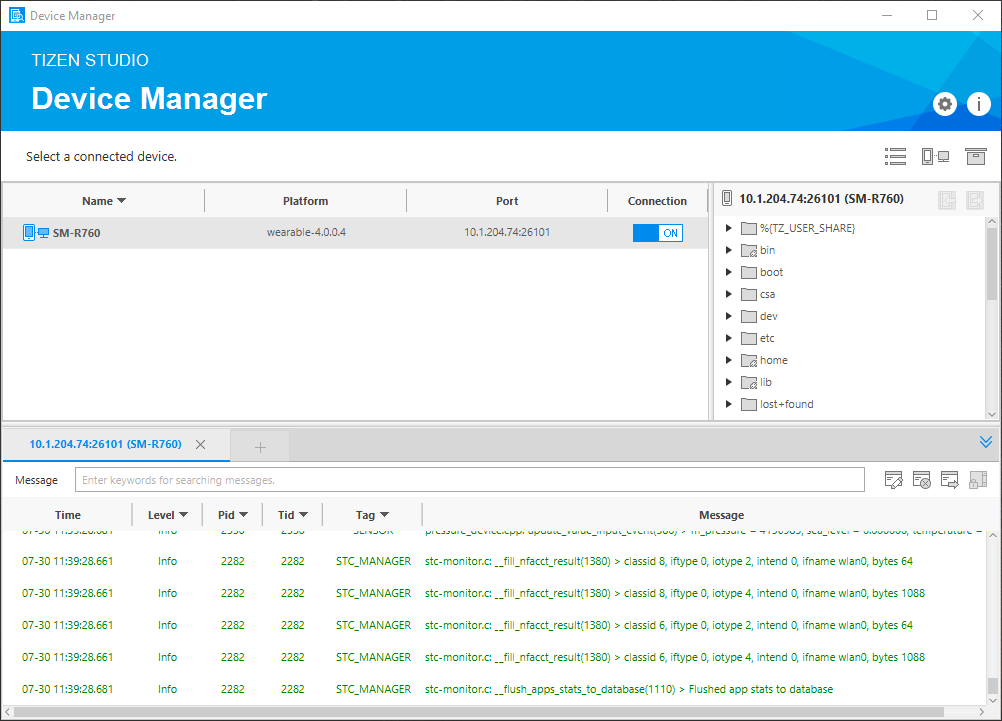 Device Manager
TIZEN STUDIO
Device Manager
Select a connected device.
Name Platform Port Connection
SM-R760 wearable-4.0.0.4 10.1.204.74:26101 ON
10.1.204.74:26101 (SM-R760)
%{TZ_USER_SHARE}
bin
boot
csa
dev
etc
home
lib
lost+found
10.1.204.74:26101 (SM-R760)
Message Enter keywords for searching messages.
Time Level Pid Tid Tag Message
07-30 11:39:28.661 Info 2282 2282 STC_MANAGER stc-monitor.c: __fill_nfacct_result(1380) > classid 8, iftype 0, iotype 2, intend 0, ifname wlan0, bytes 64
07-30 11:39:28.661 Info 2282 2282 STC_MANAGER stc-monitor.c: __fill_nfacct_result(1380) > classid 8, iftype 0, iotype 4, intend 0, ifname wlan0, bytes 1088
07-30 11:39:28.661 Info 2282 2282 STC_MANAGER stc-monitor.c: __fill_nfacct_result(1380) > classid 6, iftype 0, iotype 2, intend 0, ifname wlan0, bytes 64
07-30 11:39:28.661 Info 2282 2282 STC_MANAGER stc-monitor.c: __fill_nfacct_result(1380) > classid 6, iftype 0, iotype 4, intend 0, ifname wlan0, bytes 1088
07-30 11:39:28.681 Info 2282 2282 STC_MANAGER stc-monitor.c: __flush_apps_stats_to_database(1110) > Flushed app stats to database